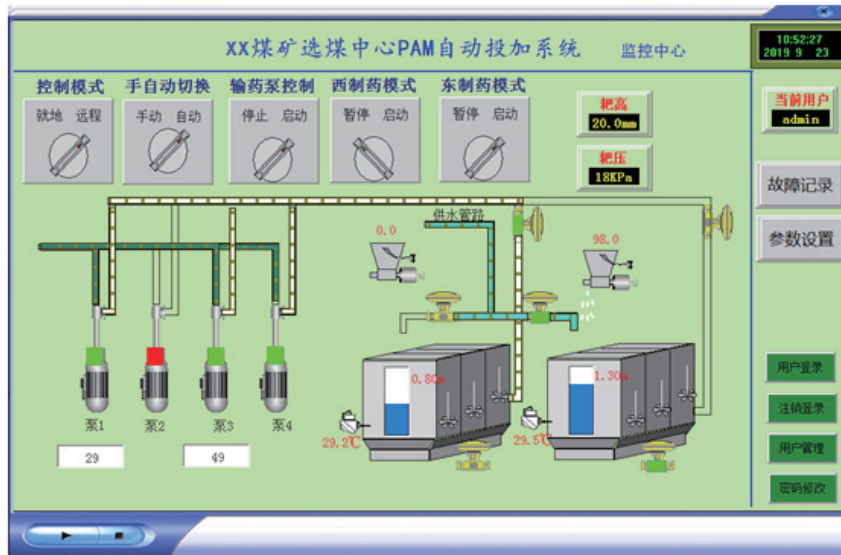 XX煤矿选煤中心PAM自动投加系统 监控中心
10:52:27
2019 9 23
控制模式 手自动切换 输药泵控制 西制药模式 东制药模式
就地 远程 手动 自动 停止 启动 暂停 启动 暂停 启动
耙高
20.0mm
耙压
18KPa
当前用户
admin
故障记录
参数设置
供水管路
0.0
98.0
0.80m
1.30m
29.2℃
29.5℃
泵1 泵2 泵3 泵4
29 49
用户登录
注销登录
用户管理
密码修改